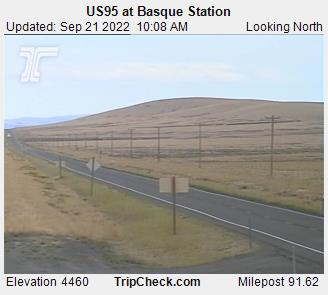 US95 at Basque Station
Updated: Sep 21 2022 10:08 AM Looking North
Elevation 4460 TripCheck.com Milepost 91.62